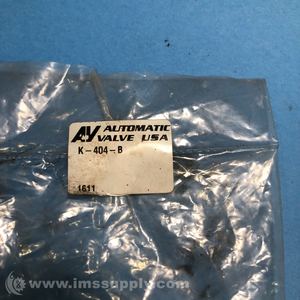 AV AUTOMATIC
VALVE USA
K-404-B
1611
© www.imssupply.com